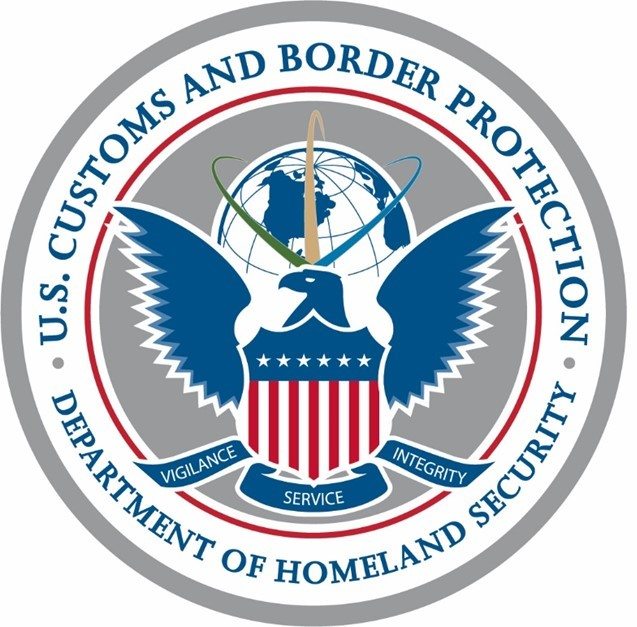 U.S. CUSTOMS AND BORDER PROTECTION
VIGILANCE
SERVICE
INTEGRITY
DEPARTMENT OF HOMELAND SECURITY